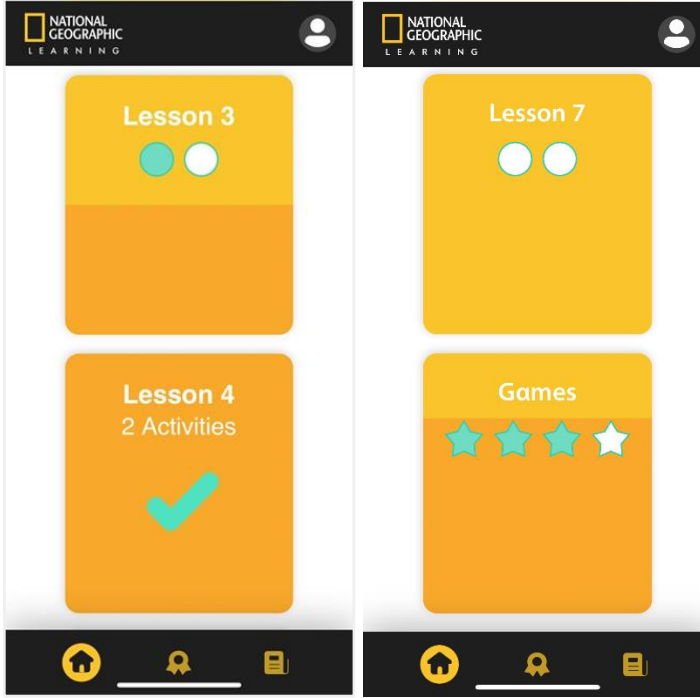 NATIONAL
GEOGRAPHIC
LEARNING
Lesson 3
Lesson 4
2 Activities
NATIONAL
GEOGRAPHIC
LEARNING
Lesson 7
Games